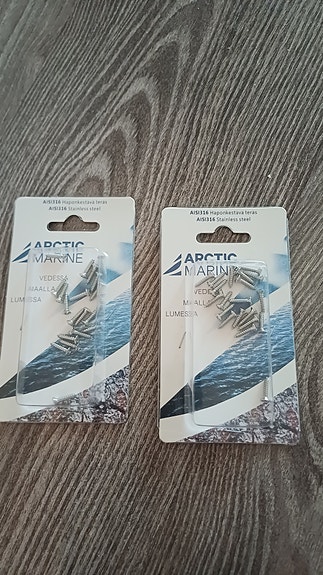 AISI316 Haponkestävä teräs
AISI316 Stainless steel
ARCTIC
MARINE
VEDESSÄ
MAALLA
LUMESSA
AISI316 Haponkestävä teräs
AISI316 Stainless steel
ARCTIC
MARINE
VEDESSÄ
MAALLA
LUMESSA